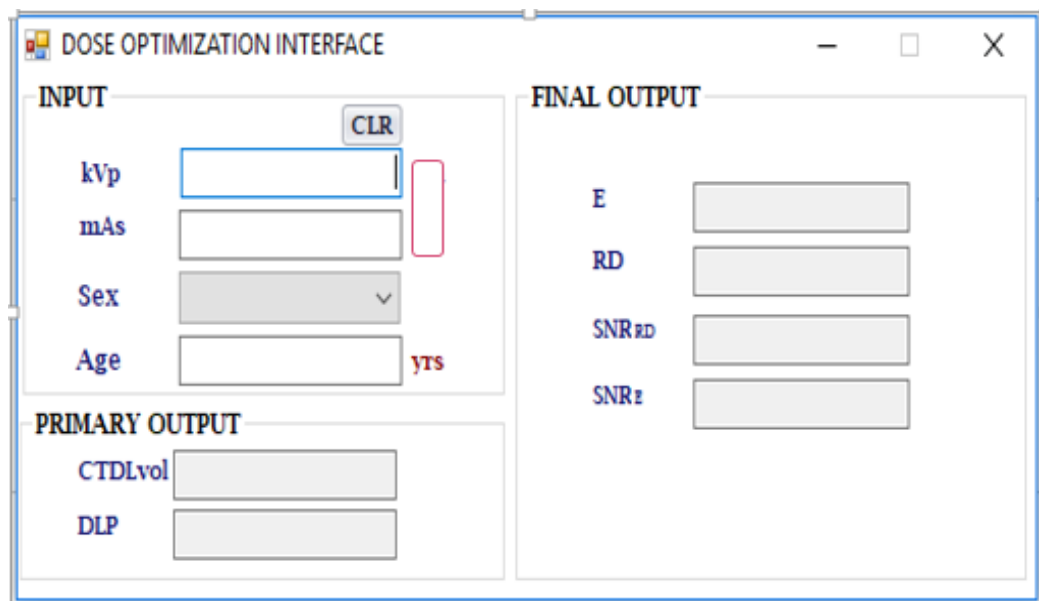 DOSE OPTIMIZATION INTERFACE
INPUT
CLR
kVp
mAs
Sex
Age
yrs
PRIMARY OUTPUT
CTDLvol
DLP
FINAL OUTPUT
E
RD
SNRRD
SNRE